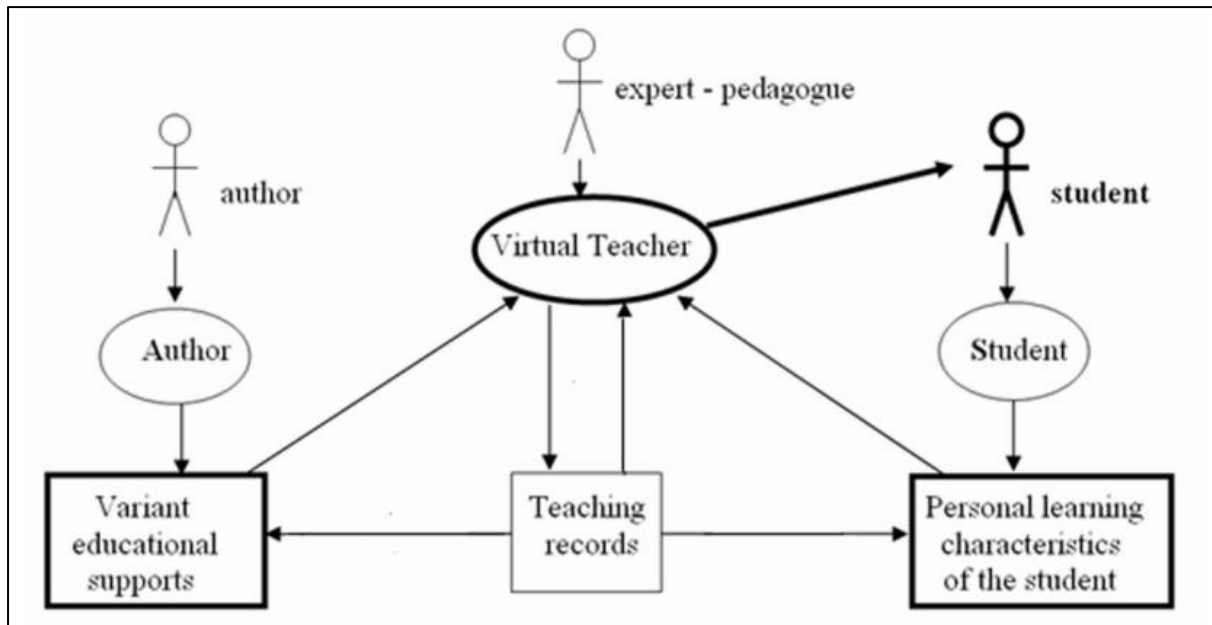 expert - pedagogue
author
student
Virtual Teacher
Author
Student
Variant
educational
supports
Teaching
records
Personal learning
characteristics
of the student